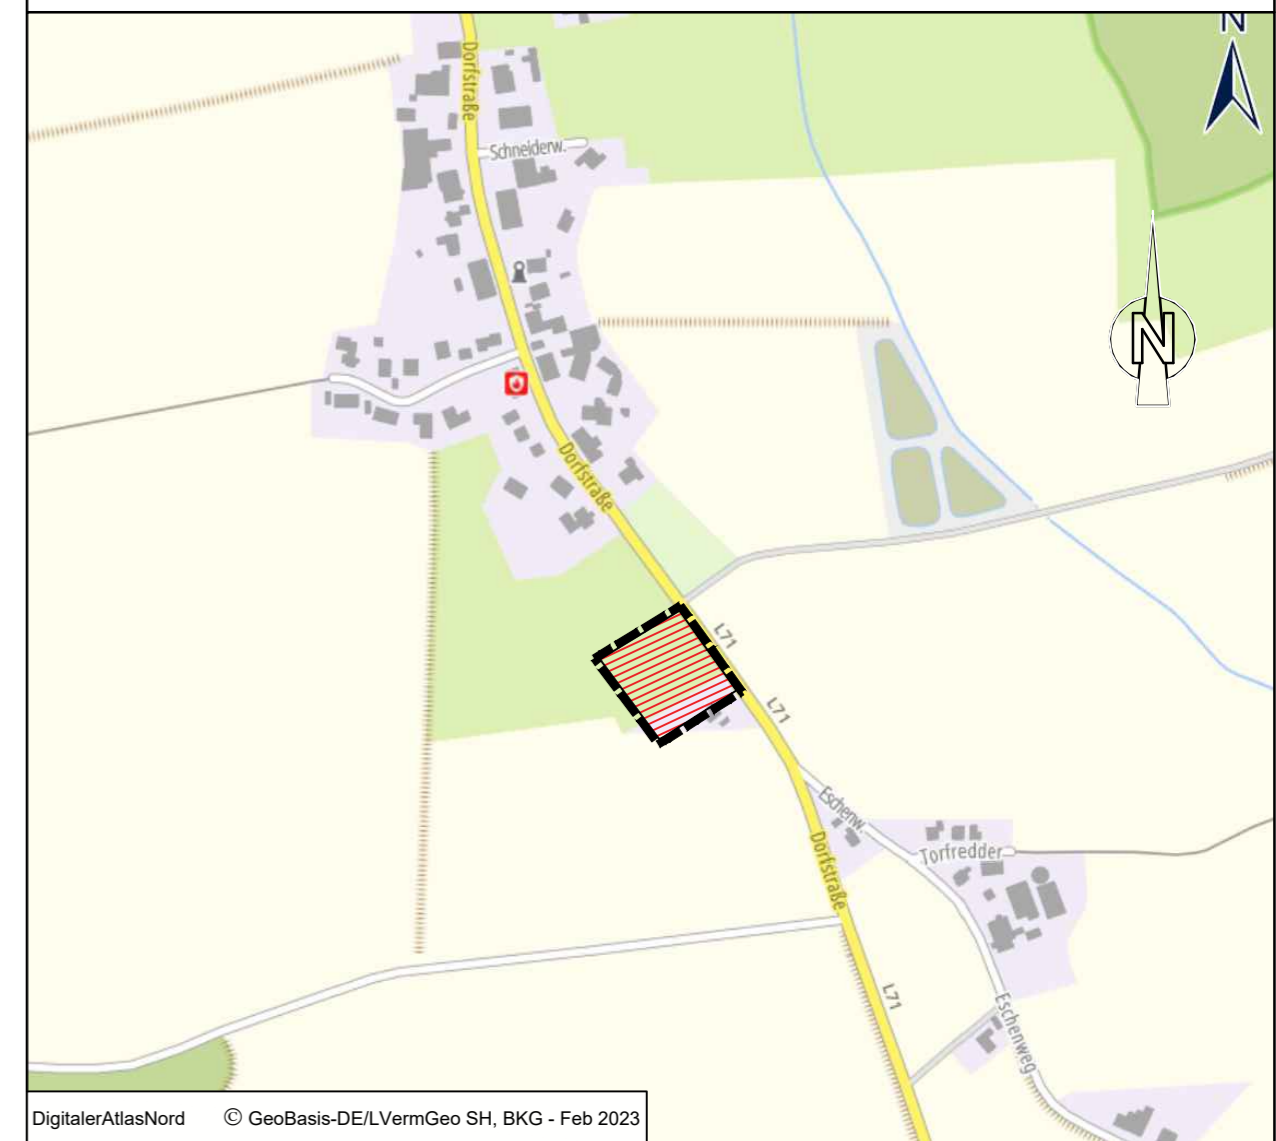 N
Dorfstraße
Schneiderw.
N
Dorfstraße
L71
L71
Eschenw.
Torfredder
Dorfstraße
L71
Eschenweg
DigitalerAtlasNord © GeoBasis-DE/LVermGeo SH, BKG - Feb 2023